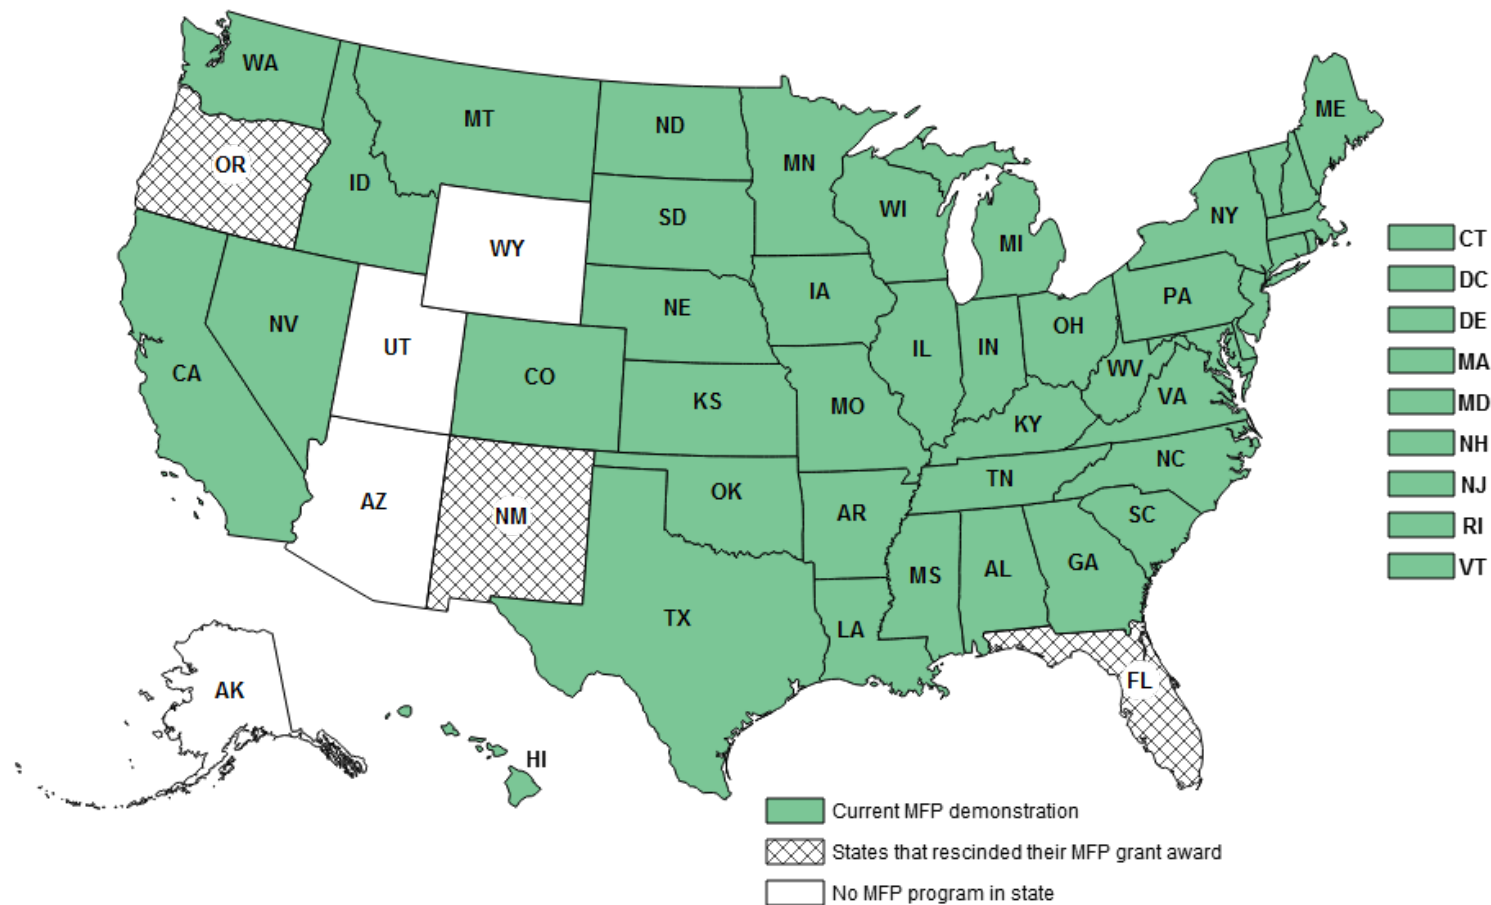 WA
MT
ND
MN
ME
OR
ID
SD
WI
MI
NY
WY
NE
IA
PA
NV
UT
CO
IL
IN
OH
WV
VA
CA
KS
MO
KY
NC
AZ
NM
OK
AR
TN
SC
MS
AL
GA
TX
LA
FL
AK
HI
CT
DC
DE
MA
MD
NH
NJ
RI
VT
Current MFP demonstration
States that rescinded their MFP grant award
No MFP program in state